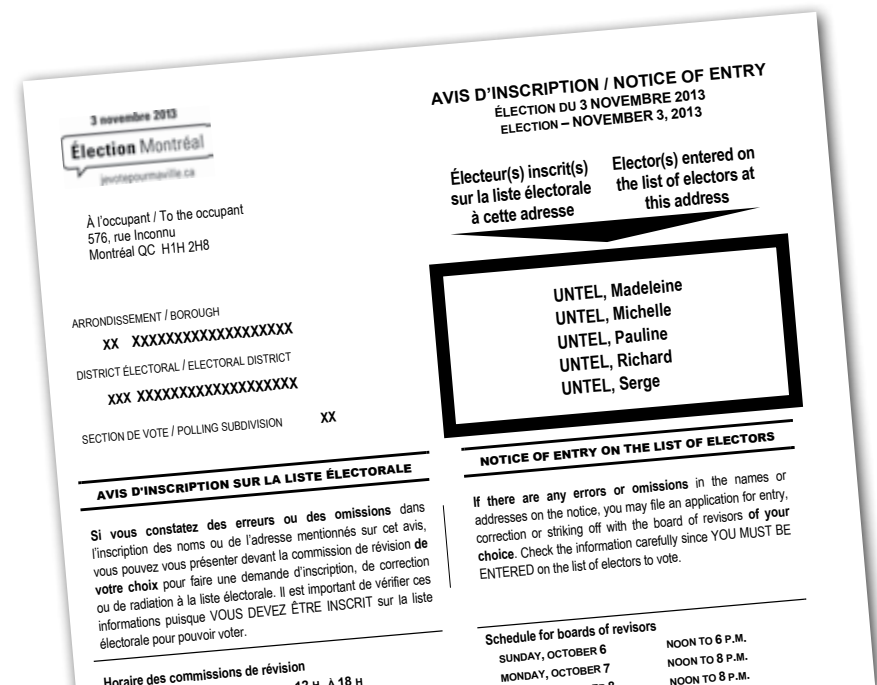 3 novembre 2013
Élection Montréal
jevotepourmaville.ca
À l'occupant / To the occupant
576, rue Inconnu
Montréal QC H1H 2H8
AVIS D'INSCRIPTION / NOTICE OF ENTRY
ÉLECTION DU 3 NOVEMBRE 2013
ELECTION – NOVEMBER 3, 2013
Électeur(s) inscrit(s)
sur la liste électorale
à cette adresse
Elector(s) entered on
the list of electors at
this address
UNTEL, Madeleine
UNTEL, Michelle
UNTEL, Pauline
UNTEL, Richard
UNTEL, Serge
ARRONDISSEMENT / BOROUGH
XX XXXXXXXXXXXXXXXXXXX
DISTRICT ÉLECTORAL / ELECTORAL DISTRICT
XXX XXXXXXXXXXXXXXXXXXX
SECTION DE VOTE / POLLING SUBDIVISION XX
AVIS D'INSCRIPTION SUR LA LISTE ÉLECTORALE
Si vous constatez des erreurs ou des omissions dans
l'inscription des noms ou de l'adresse mentionnés sur cet avis,
vous pouvez vous présenter devant la commission de révision de
votre choix pour faire une demande d'inscription, de correction
ou de radiation à la liste électorale. Il est important de vérifier ces
informations puisque VOUS DEVEZ ÊTRE INSCRIT sur la liste
électorale pour pouvoir voter.
Horaire des commissions de révision
12 H À 18 H
NOTICE OF ENTRY ON THE LIST OF ELECTORS
If there are any errors or omissions in the names or
addresses on the notice, you may file an application for entry,
correction or striking off with the board of revisors of your
choice. Check the information carefully since YOU MUST BE
ENTERED on the list of electors to vote.
Schedule for boards of revisors
SUNDAY, OCTOBER 6 NOON TO 6 P.M.
MONDAY, OCTOBER 7 NOON TO 8 P.M.
NOON TO 8 P.M.